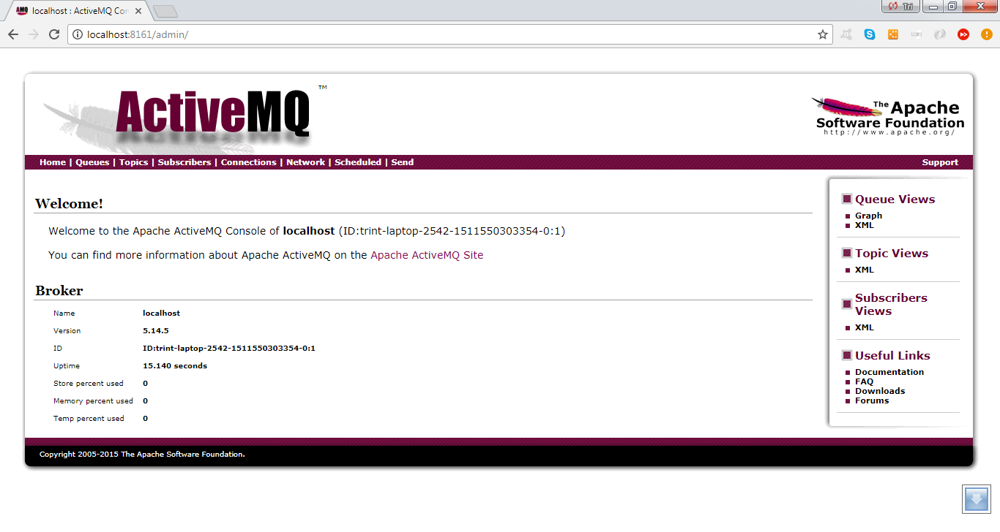 localhost : ActiveMQ Con
Tri
localhost:8161/admin/
ActiveMQ ™
The Apache
Software Foundation
http://www.apache.org/
Home | Queues | Topics | Subscribers | Connections | Network | Scheduled | Send
Support
Welcome!
Welcome to the Apache ActiveMQ Console of localhost (ID:trint-laptop-2542-1511550303354-0:1)
You can find more information about Apache ActiveMQ on the Apache ActiveMQ Site
Broker
Name localhost
Version 5.14.5
ID ID:trint-laptop-2542-1511550303354-0:1
Uptime 15.140 seconds
Store percent used 0
Memory percent used 0
Temp percent used 0
Queue Views
Graph
XML
Topic Views
XML
Subscribers
Views
XML
Useful Links
Documentation
FAQ
Downloads
Forums
Copyright 2005-2015 The Apache Software Foundation.